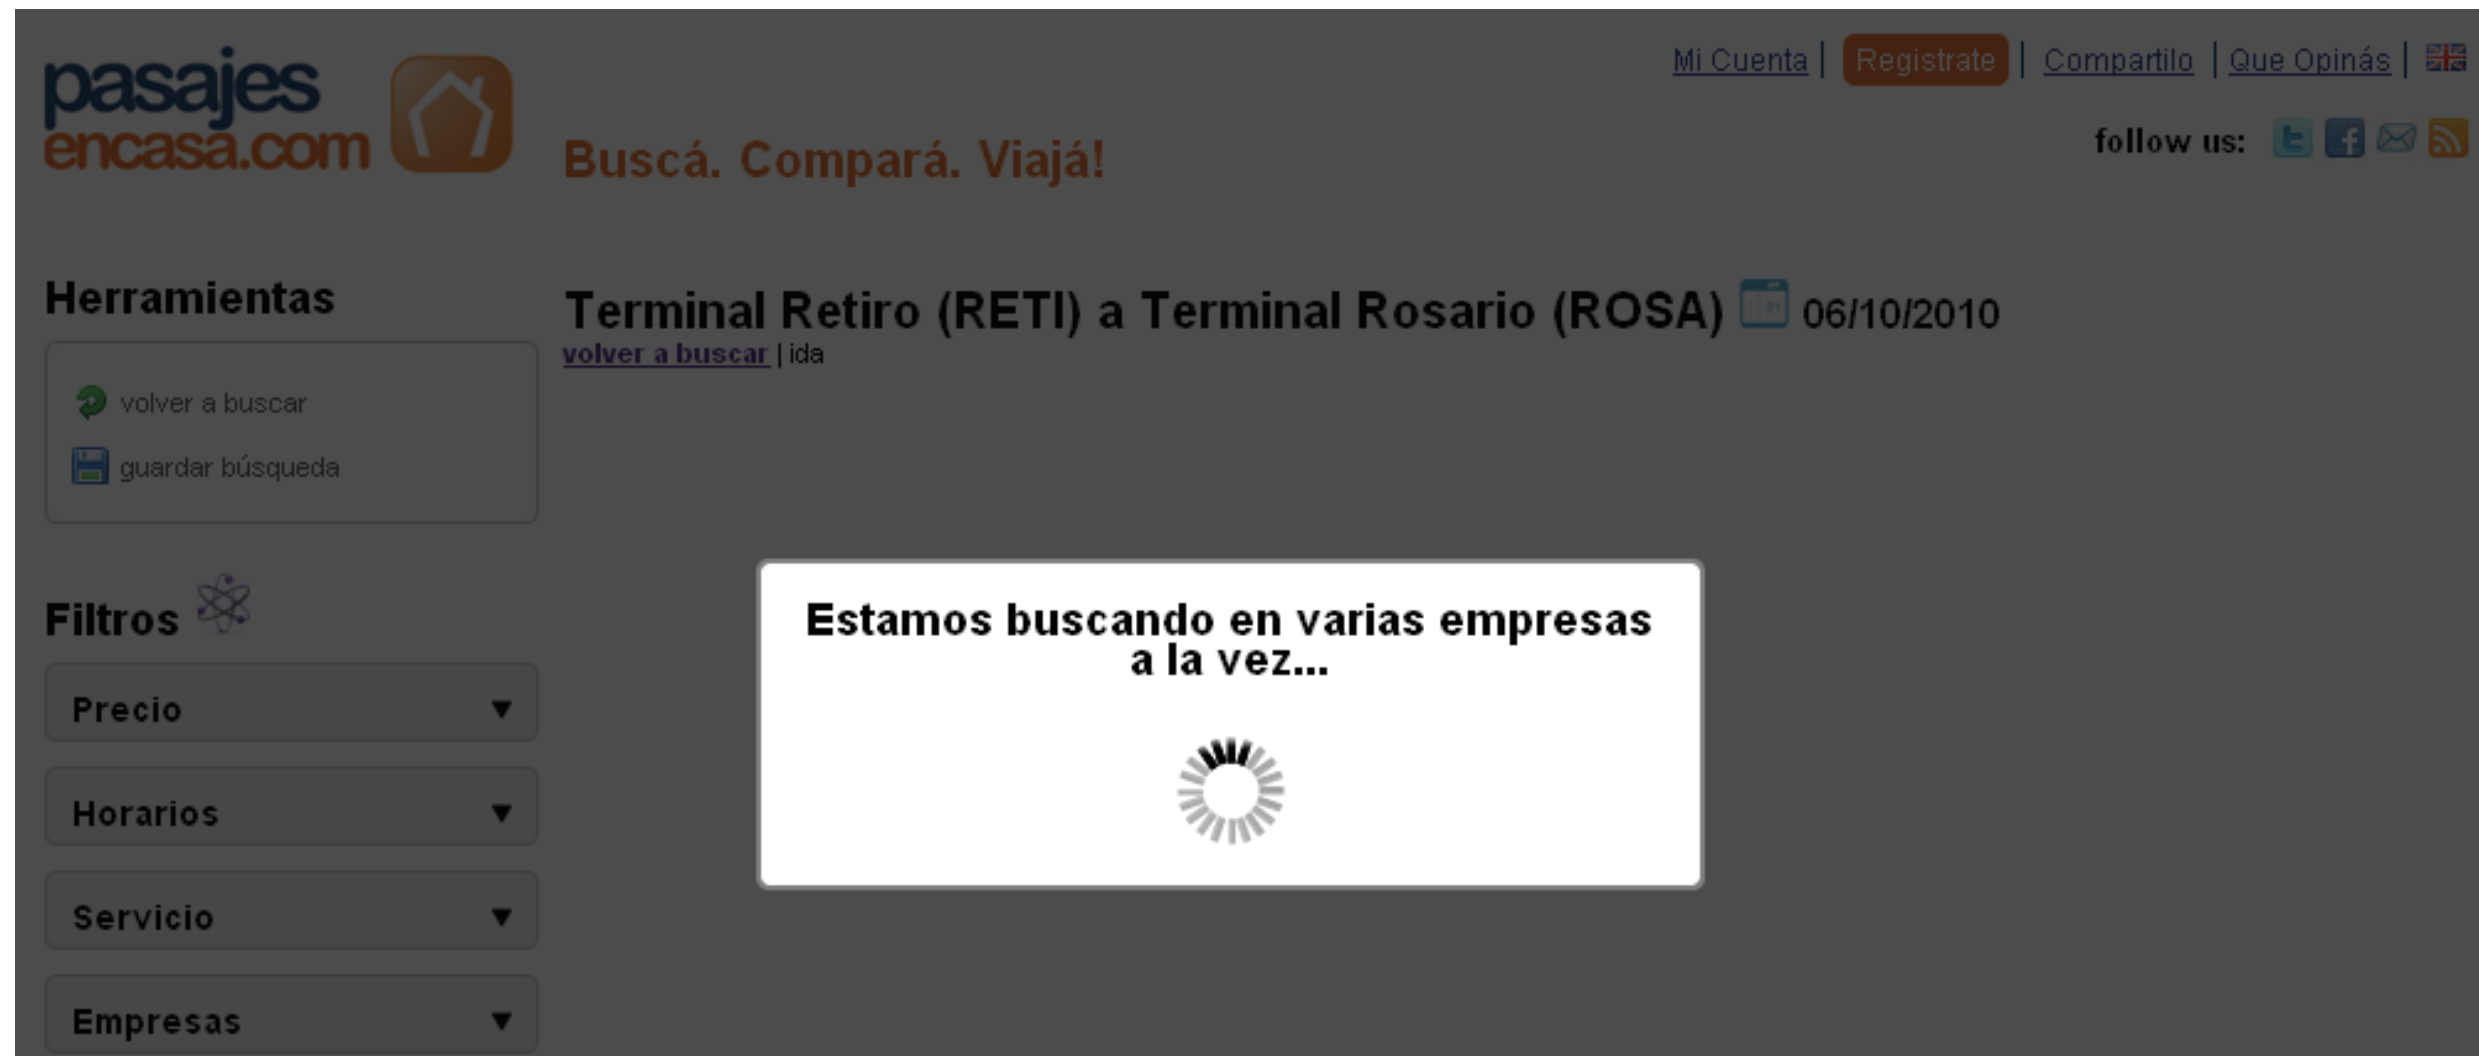 pasajes
encasa.com
Buscá. Compará. Viajá!
Mi Cuenta | Registrate | Compartilo | Que Opinás |
follow us:
Herramientas
volver a buscar
guardar búsqueda
Filtros
Precio
Horarios
Servicio
Empresas
Terminal Retiro (RETI) a Terminal Rosario (ROSA) 06/10/2010
volver a buscar | ida
Estamos buscando en varias empresas
a la vez...